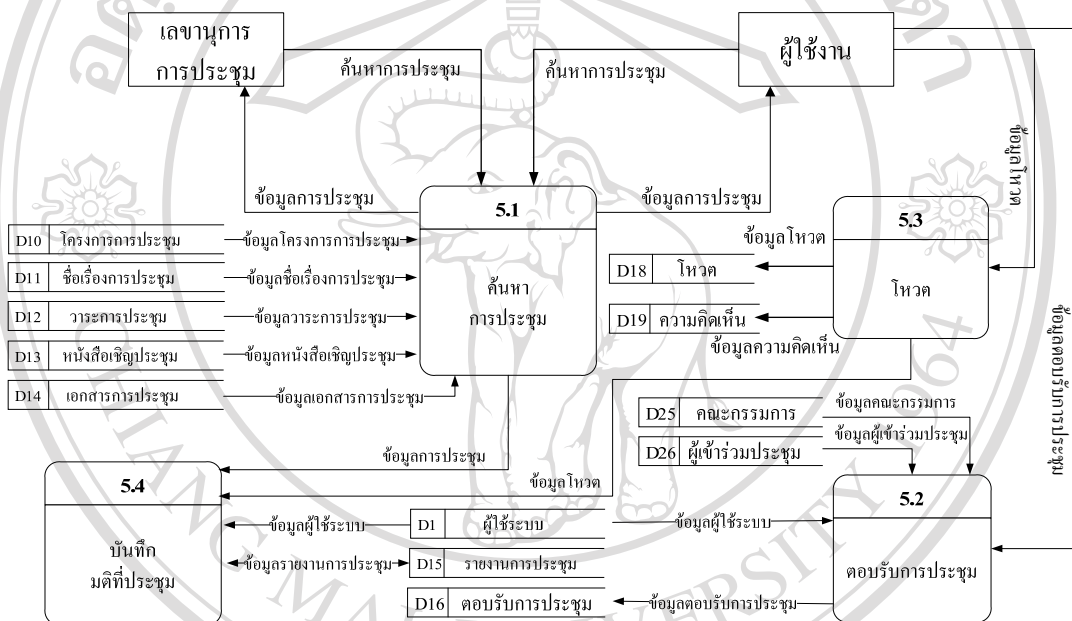 เลขานุการ
การประชุม
ผู้ใช้งาน
ค้นหาการประชุม
ค้นหาการประชุม
ข้อมูลโหวต
ข้อมูลการประชุม
ข้อมูลการประชุม
5.1
ค้นหา
การประชุม
5.3
โหวต
D10 โครงการการประชุม
ข้อมูลโครงการการประชุม
D11 ชื่อเรื่องการประชุม
ข้อมูลชื่อเรื่องการประชุม
D12 วาระการประชุม
ข้อมูลวาระการประชุม
D13 หนังสือเชิญประชุม
ข้อมูลหนังสือเชิญประชุม
D14 เอกสารการประชุม
ข้อมูลเอกสารการประชุม
ข้อมูลโหวต
D18 โหวต
D19 ความคิดเห็น
ข้อมูลความคิดเห็น
ข้อมูลตอบรับการประชุม
D25 คณะกรรมการ
ข้อมูลคณะกรรมการ
D26 ผู้เข้าร่วมประชุม
ข้อมูลผู้เข้าร่วมประชุม
ข้อมูลการประชุม
ข้อมูลโหวต
5.4
บันทึก
มติที่ประชุม
5.2
ตอบรับการประชุม
ข้อมูลผู้ใช้ระบบ
D1 ผู้ใช้ระบบ
ข้อมูลผู้ใช้ระบบ
ข้อมูลรายงานการประชุม
D15 รายงานการประชุม
D16 ตอบรับการประชุม
ข้อมูลตอบรับการประชุม
CHIANG MAI UNIVERSITY 1964